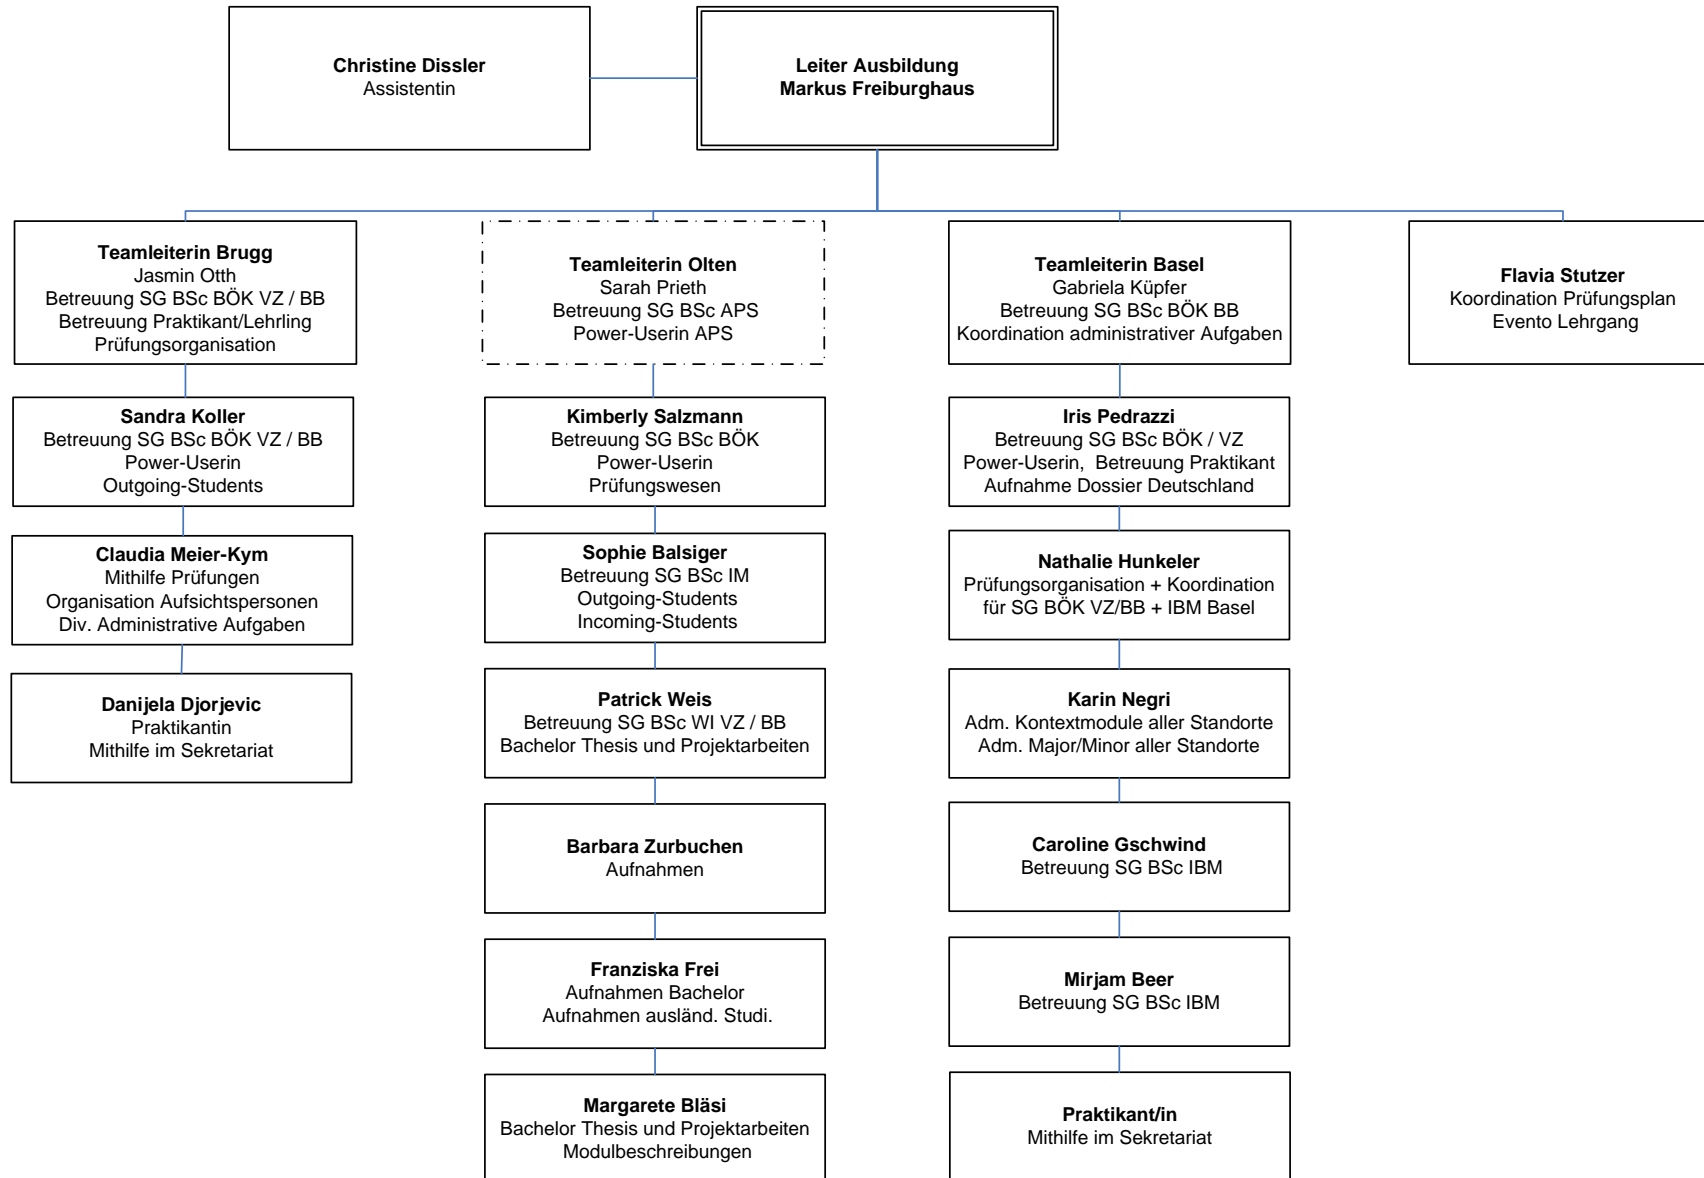 Christine Dissler
Assistentin
Leiter Ausbildung
Markus Freiburghaus
Teamleiterin Brugg
Jasmin Otth
Betreuung SG BSc BÖK VZ / BB
Betreuung Praktikant/Lehrling
Prüfungsorganisation
Teamleiterin Olten
Sarah Prieth
Betreuung SG BSc APS
Power-Userin APS
Teamleiterin Basel
Gabriela Küpfer
Betreuung SG BSc BÖK BB
Koordination administrativer Aufgaben
Flavia Stutzer
Koordination Prüfungsplan
Evento Lehrgang
Sandra Koller
Betreuung SG BSc BÖK VZ / BB
Power-Userin
Outgoing-Students
Kimberly Salzmann
Betreuung SG BSc BÖK
Power-Userin
Prüfungswesen
Iris Pedrazzi
Betreuung SG BSc BÖK / VZ
Power-Userin, Betreuung Praktikant
Aufnahme Dossier Deutschland
Claudia Meier-Kym
Mithilfe Prüfungen
Organisation Aufsichtspersonen
Div. Administrative Aufgaben
Sophie Balsiger
Betreuung SG BSc IM
Outgoing-Students
Incoming-Students
Nathalie Hunkeler
Prüfungsorganisation + Koordination
für SG BÖK VZ/BB + IBM Basel
Danijela Djorjevic
Praktikantin
Mithilfe im Sekretariat
Patrick Weis
Betreuung SG BSc WI VZ / BB
Bachelor Thesis und Projektarbeiten
Karin Negri
Adm. Kontextmodule aller Standorte
Adm. Major/Minor aller Standorte
Barbara Zurbuchen
Aufnahmen
Caroline Gschwind
Betreuung SG BSc IBM
Franziska Frei
Aufnahmen Bachelor
Aufnahmen ausländ. Studi.
Mirjam Beer
Betreuung SG BSc IBM
Margarete Bläsi
Bachelor Thesis und Projektarbeiten
Modulbeschreibungen
Praktikant/in
Mithilfe im Sekretariat